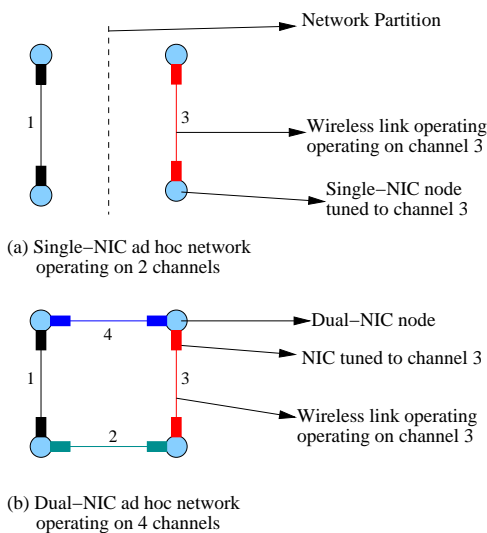 Network Partition
1
3
Wireless link operating
operating on channel 3
Single−NIC node
tuned to channel 3
(a) Single−NIC ad hoc network
operating on 2 channels
4
Dual−NIC node
NIC tuned to channel 3
1
3
Wireless link operating
operating on channel 3
2
(b) Dual−NIC ad hoc network
operating on 4 channels